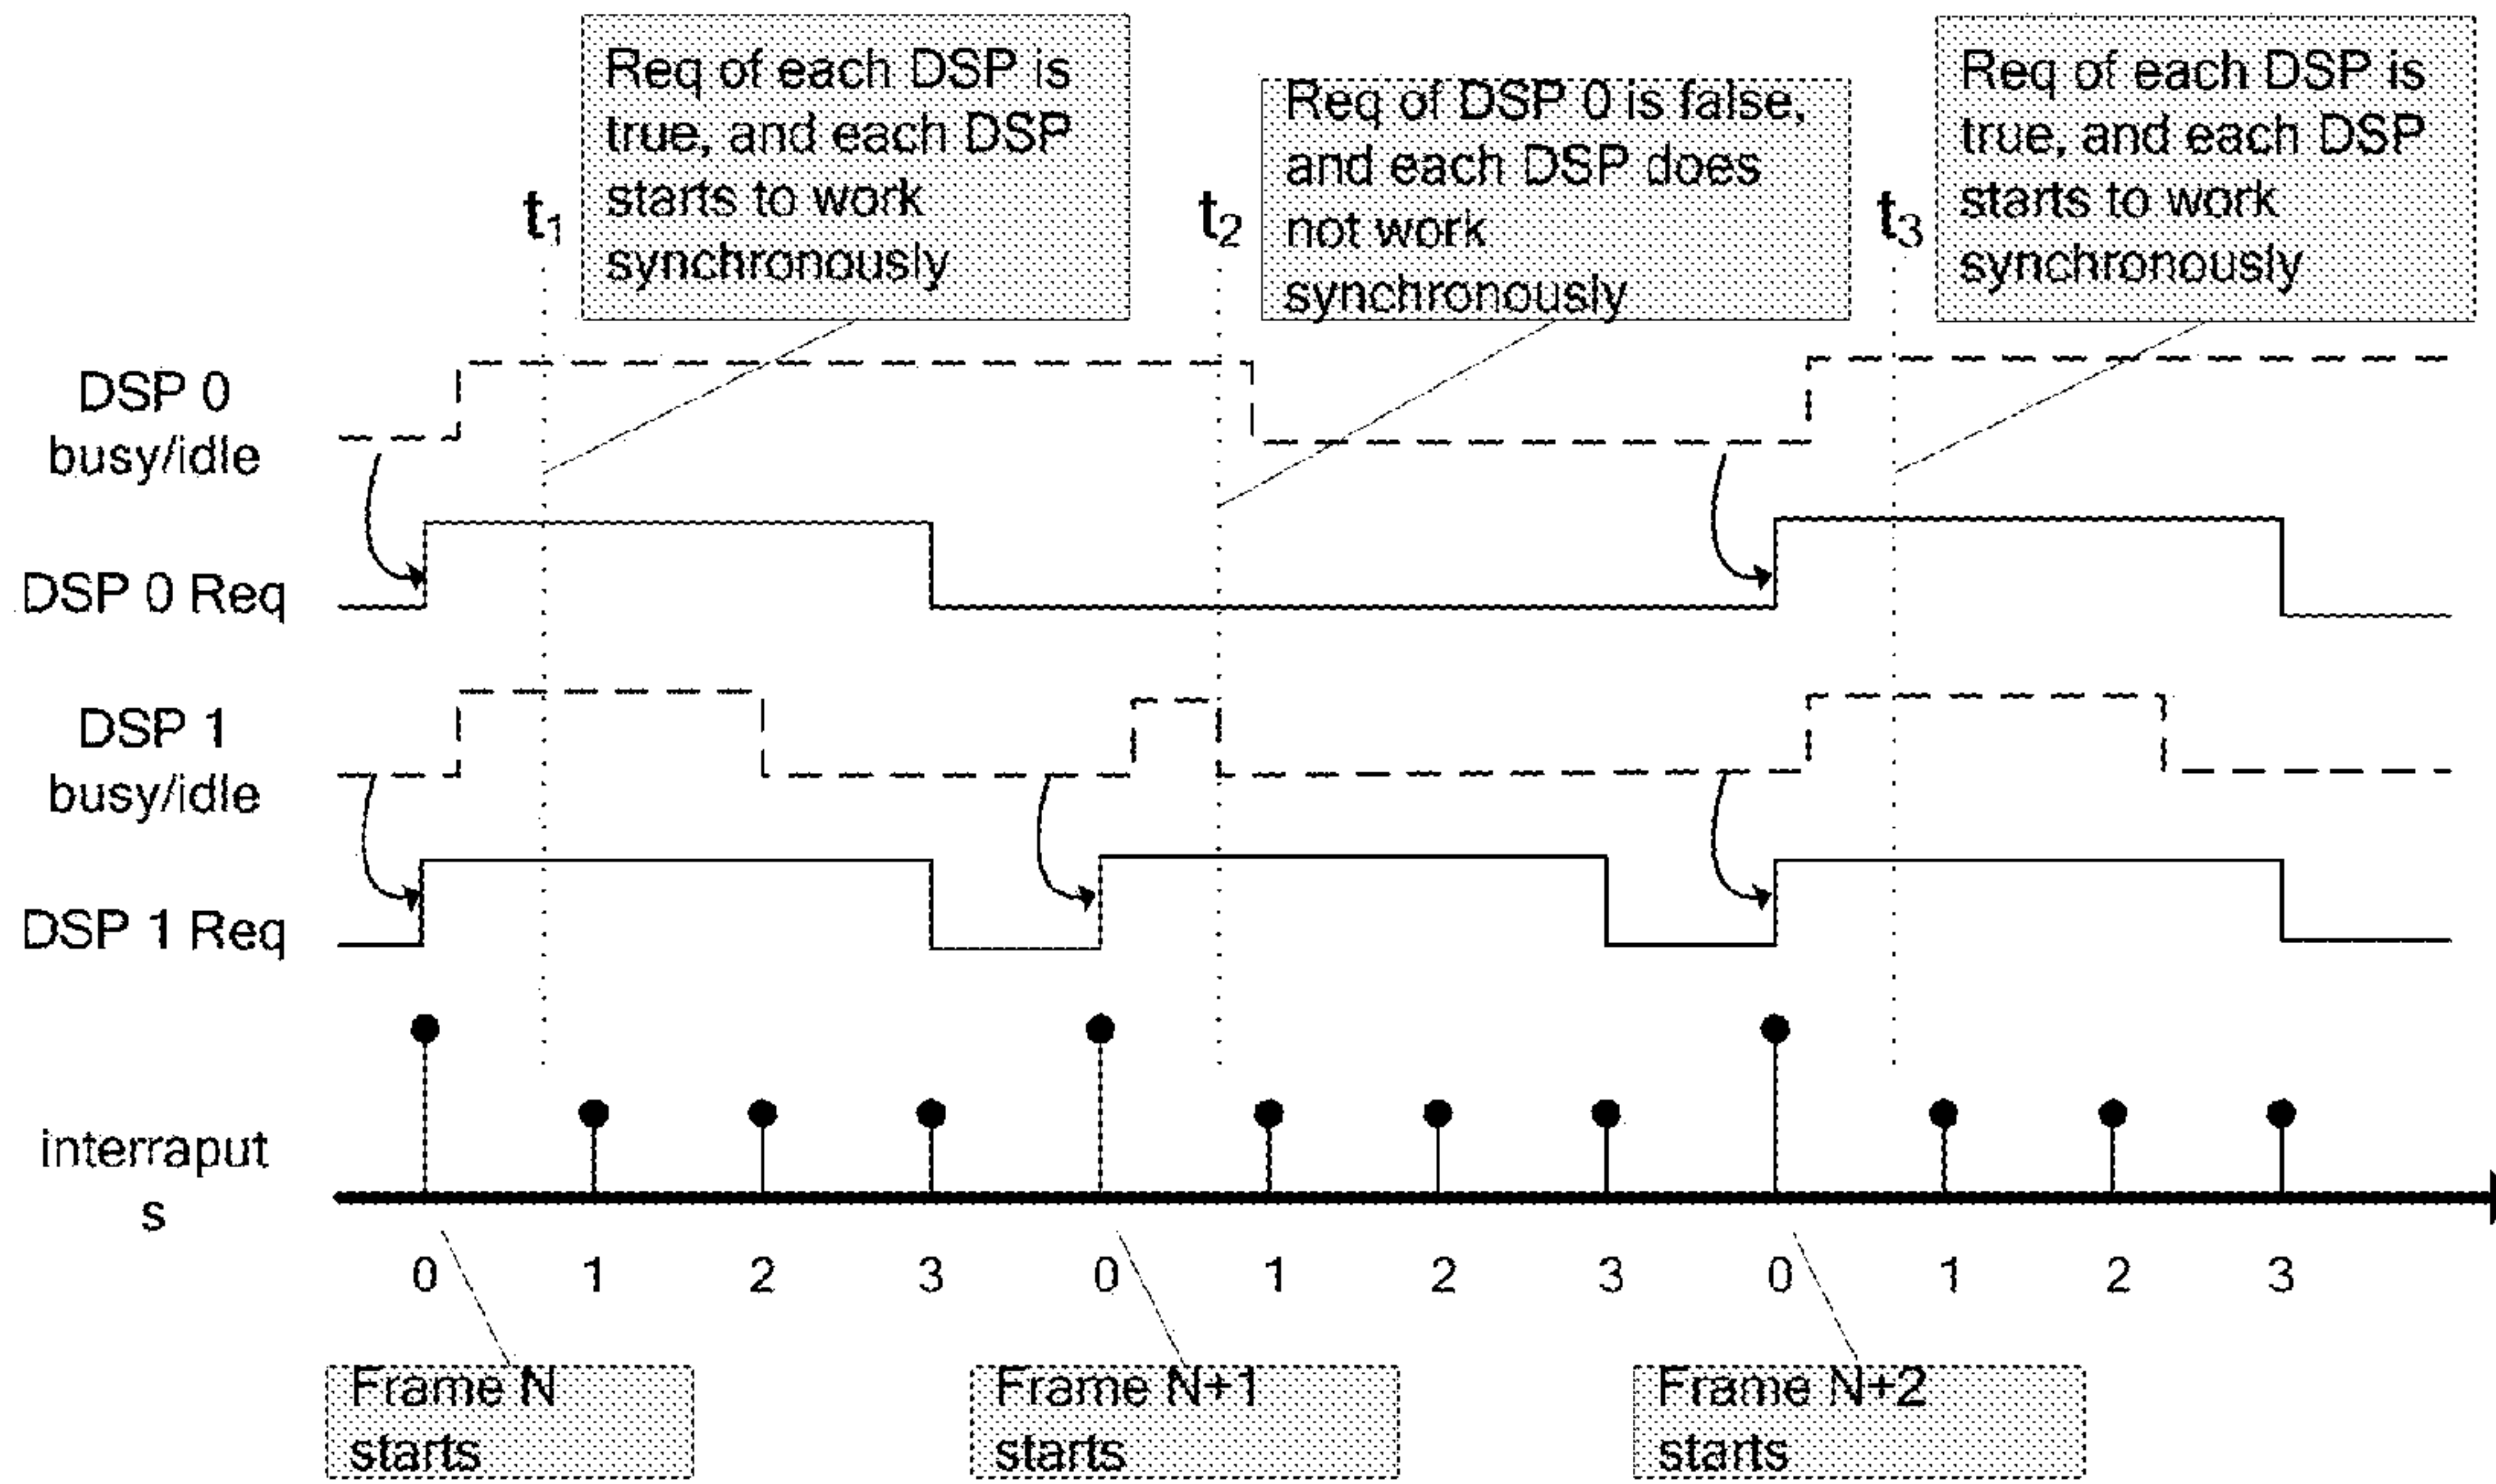 Req of each DSP is
true, and each DSP
starts to work
synchronously
Req of DSP 0 is false,
and each DSP does
not work
synchronously
Req of each DSP is
true, and each DSP
starts to work
synchronously
t1
t2
t3
DSP 0
busy/idle
DSP 0 Req
DSP 1
busy/idle
DSP 1 Req
interraput
s
0 1 2 3 0 1 2 3 0 1 2 3
Frame N
starts
Frame N+1
starts
Frame N+2
starts